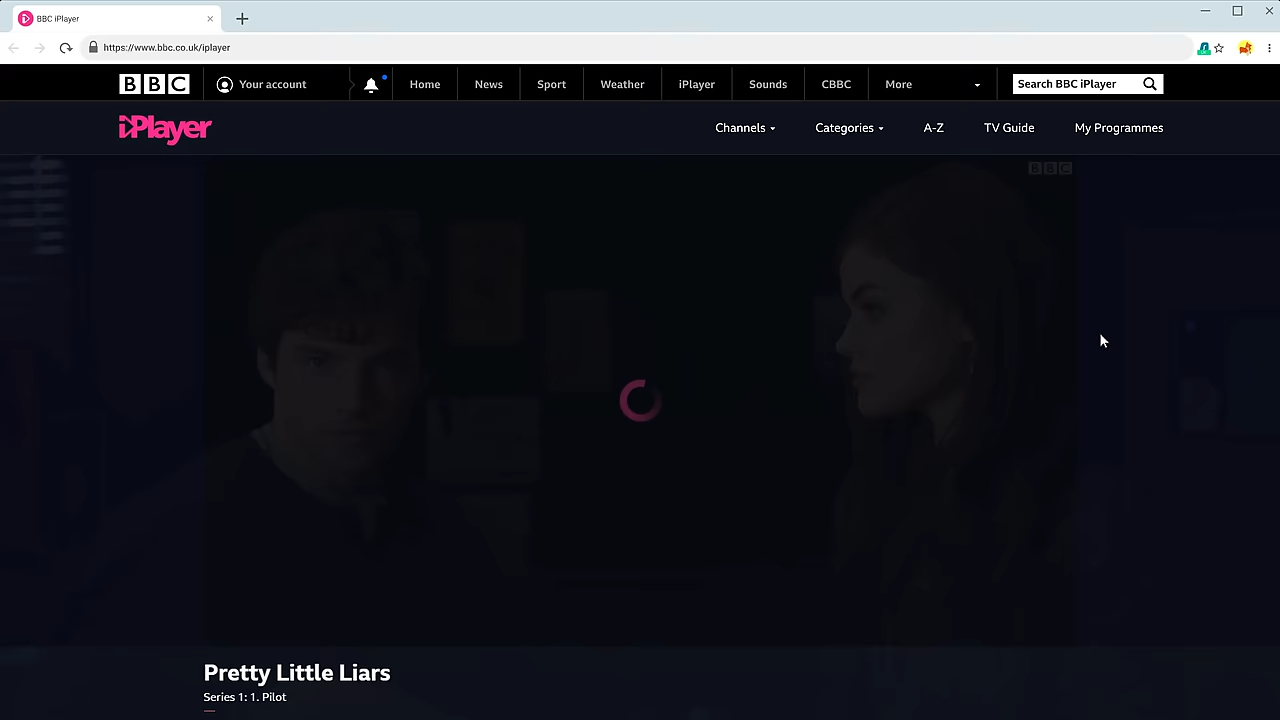 BBC iPlayer
https://www.bbc.co.uk/iplayer
BBC Your account Home News Sport Weather iPlayer Sounds CBBC More Search BBC iPlayer
iPlayer Channels Categories A-Z TV Guide My Programmes
BBC
Pretty Little Liars
Series 1: 1. Pilot